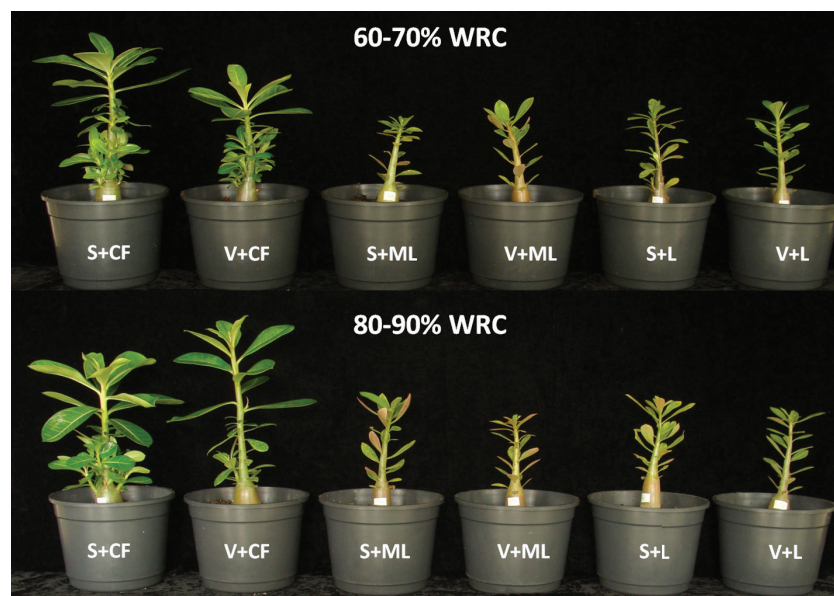 60-70% WRC
S+CF V+CF S+ML V+ML S+L V+L
80-90% WRC
S+CF V+CF S+ML V+ML S+L V+L